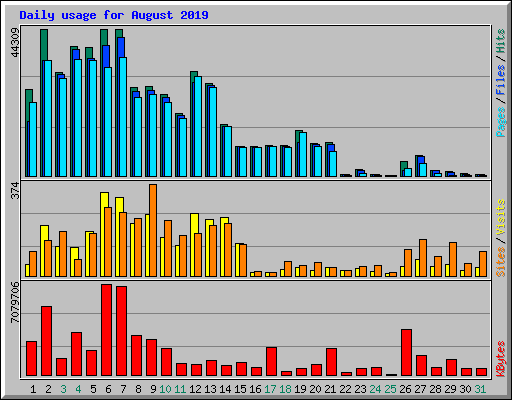 Daily usage for August 2019
44309
Pages / Files / Hits
374
Sites / Visits
7079706
KBytes
1 2 3 4 5 6 7 8 9 10 11 12 13 14 15 16 17 18 19 20 21 22 23 24 25 26 27 28 29 30 31